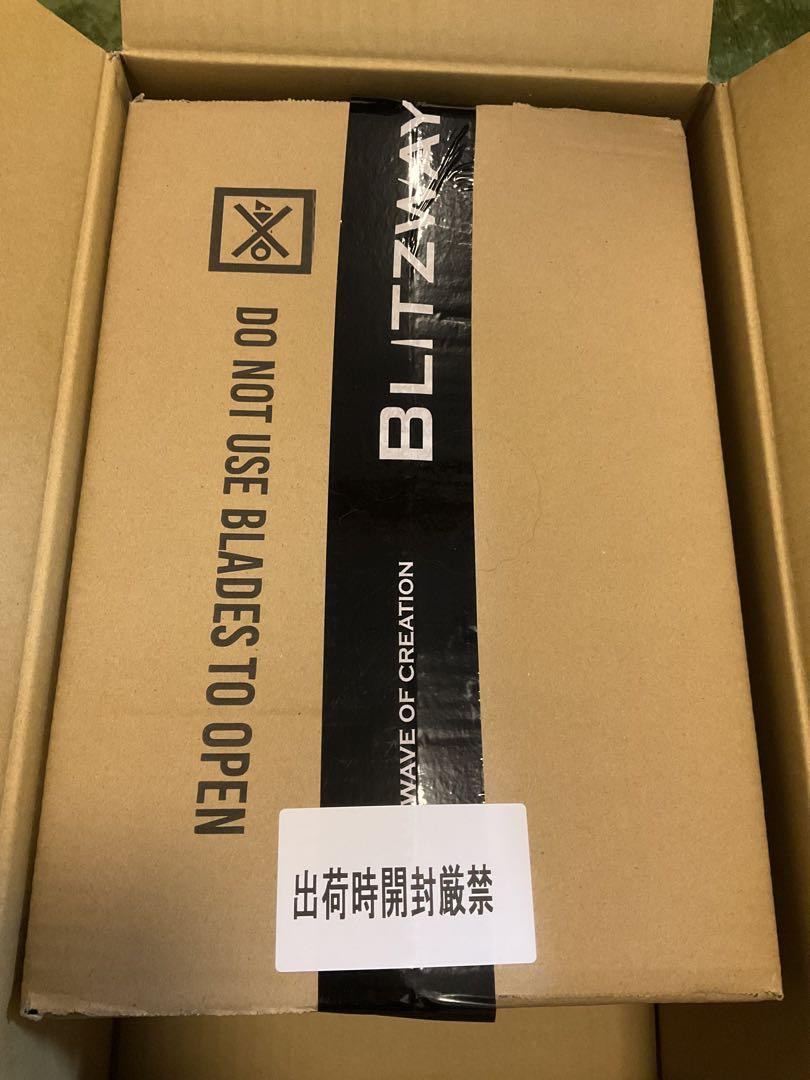 BLITZWAY
DO NOT USE BLADES TO OPEN
WAVE OF CREATION
出荷時開封厳禁